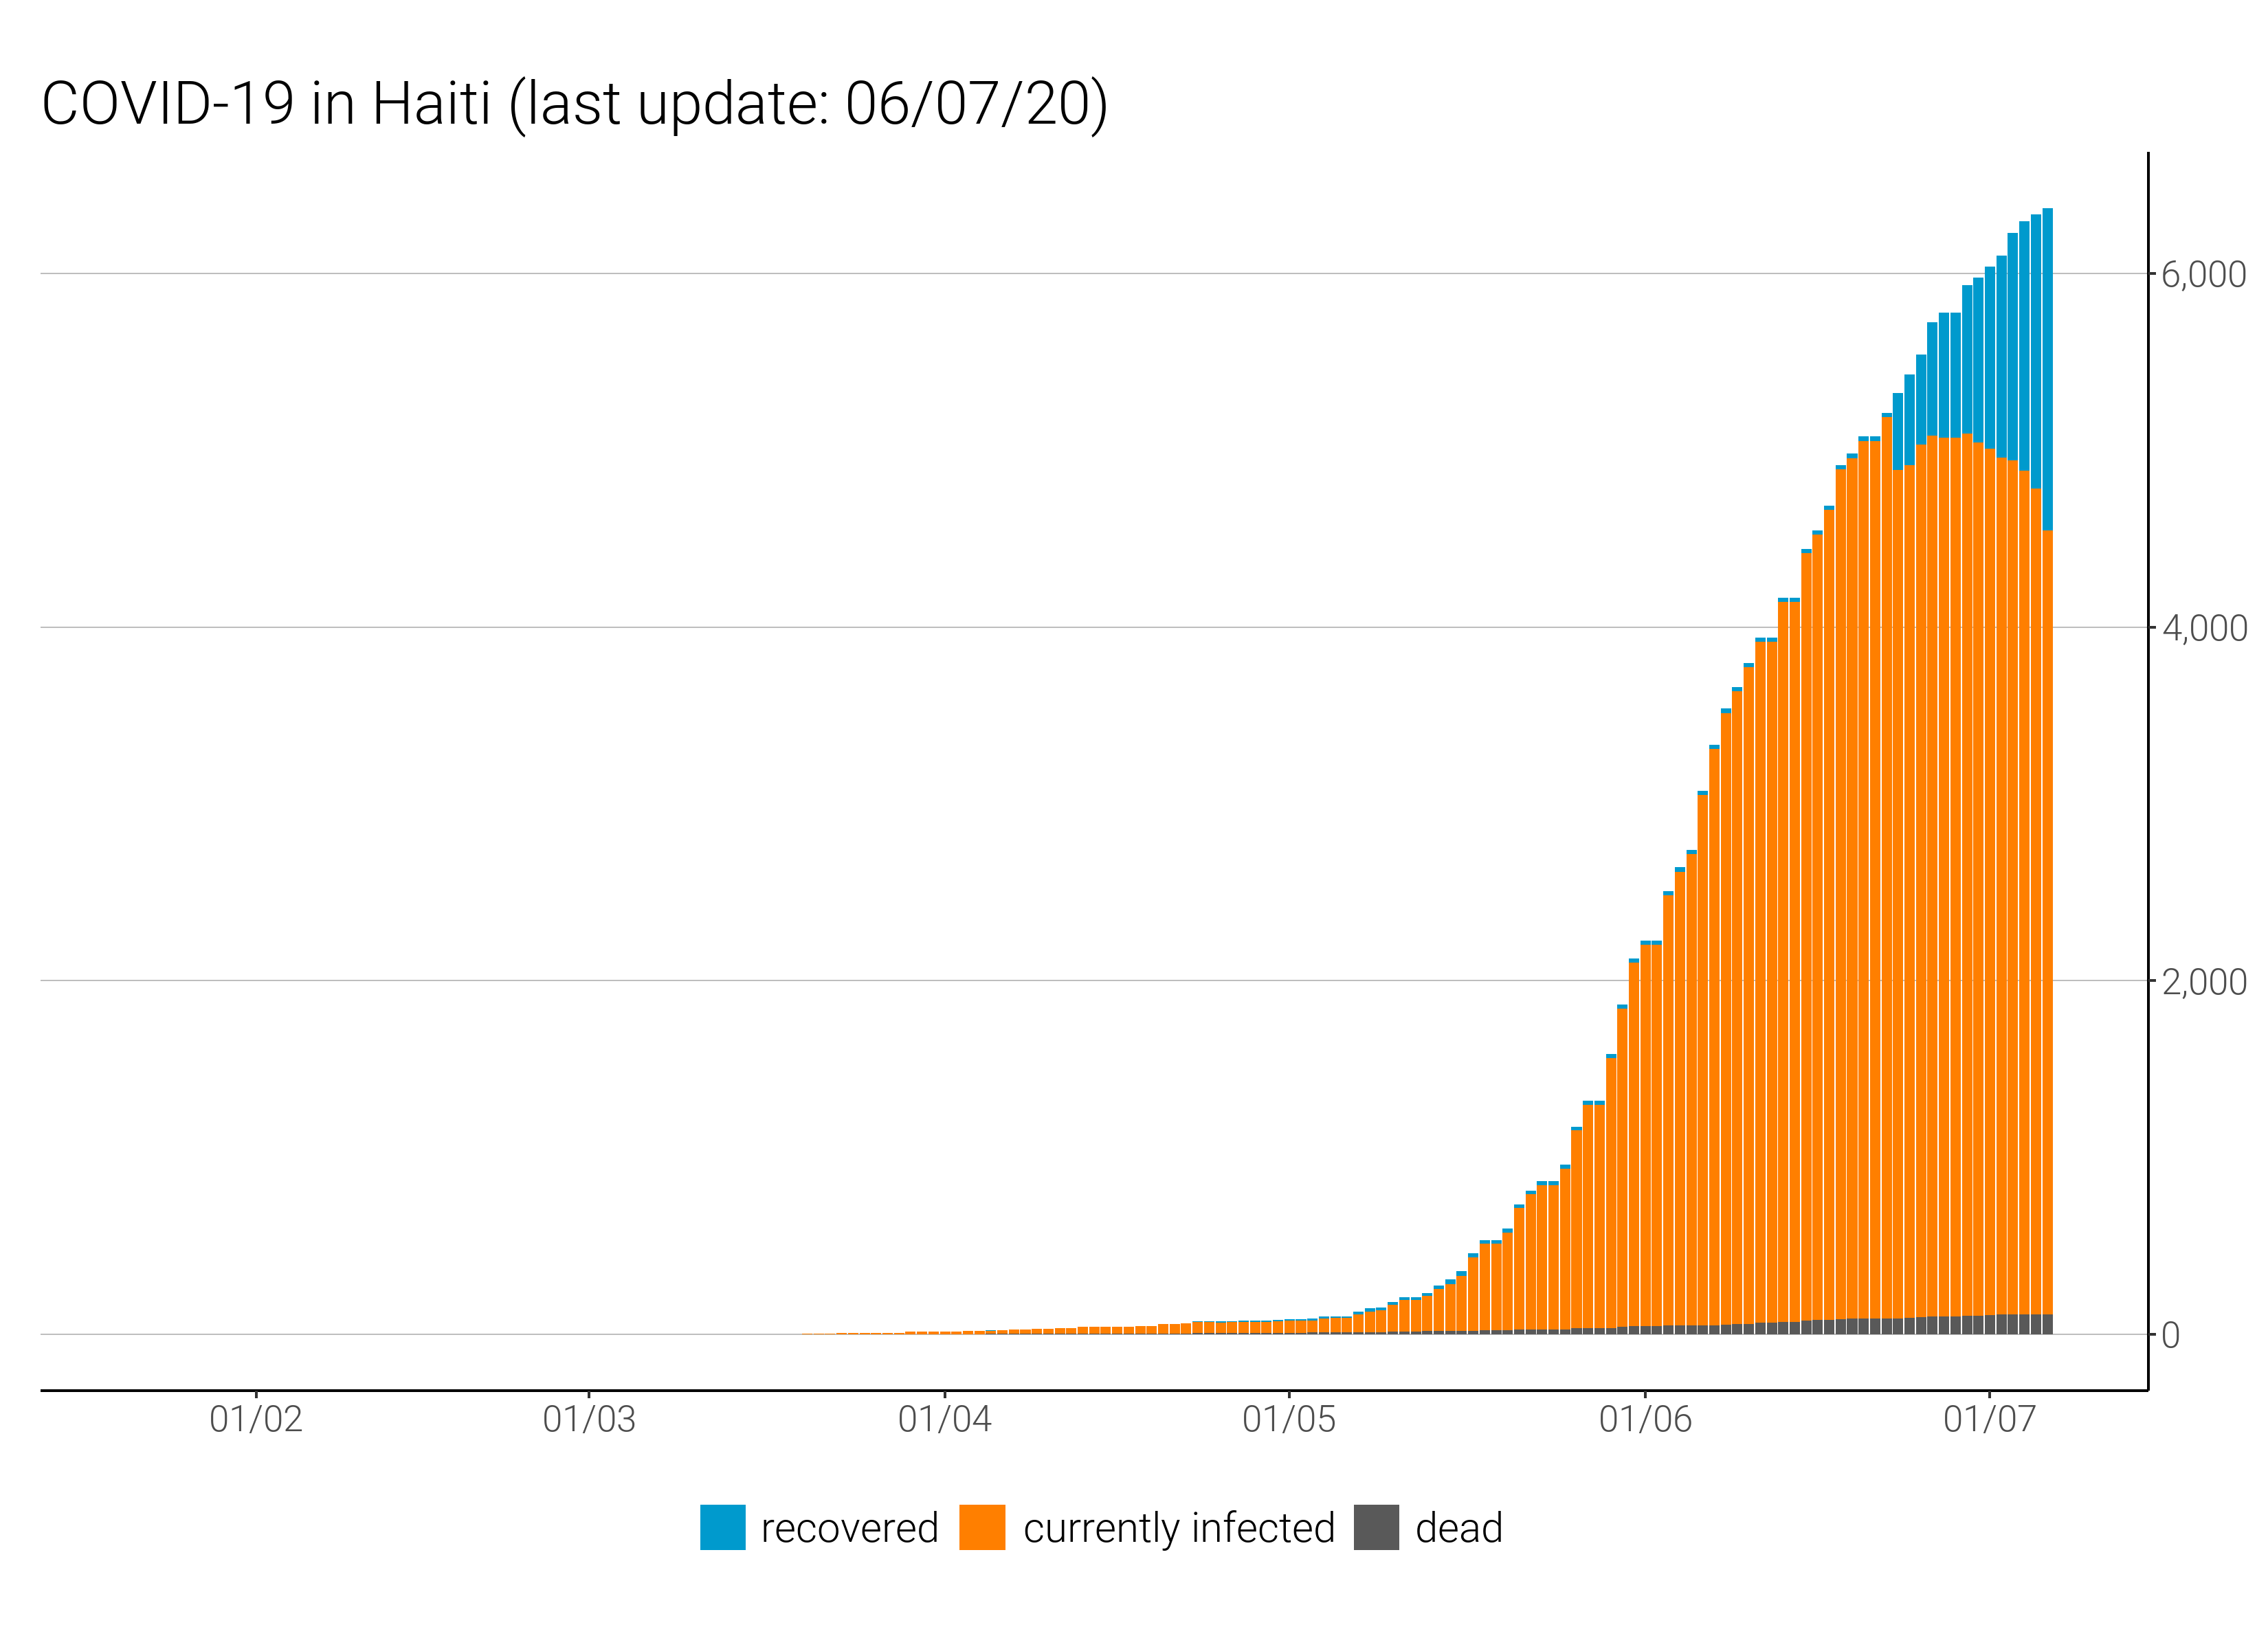 COVID-19 in Haiti (last update: 06/07/20)
6,000
4,000
2,000
0
01/02 01/03 01/04 01/05 01/06 01/07
recovered currently infected dead